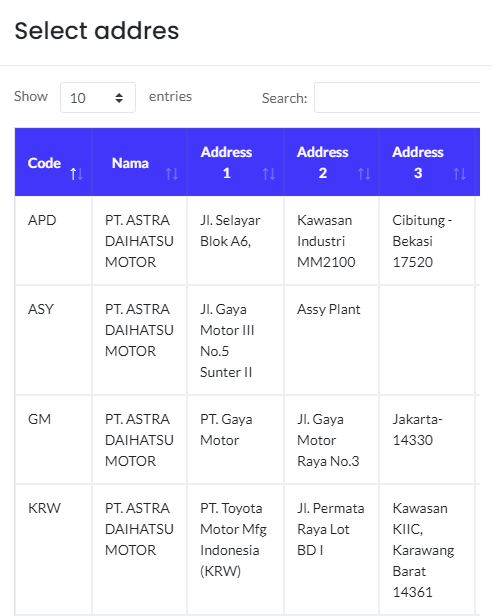 Select addres
Show 10 entries Search:
Code Nama Address 1 Address 2 Address 3
APD PT. ASTRA DAIHATSU MOTOR Jl. Selayar Blok A6, Kawasan Industri MM2100 Cibitung - Bekasi 17520
ASY PT. ASTRA DAIHATSU MOTOR Jl. Gaya Motor III No.5 Sunter II Assy Plant
GM PT. ASTRA DAIHATSU MOTOR PT. Gaya Motor Jl. Gaya Motor Raya No.3 Jakarta- 14330
KRW PT. ASTRA DAIHATSU MOTOR PT. Toyota Motor Mfg Indonesia (KRW) Jl. Permata Raya Lot BD I Kawasan KIIC, Karawang Barat 14361